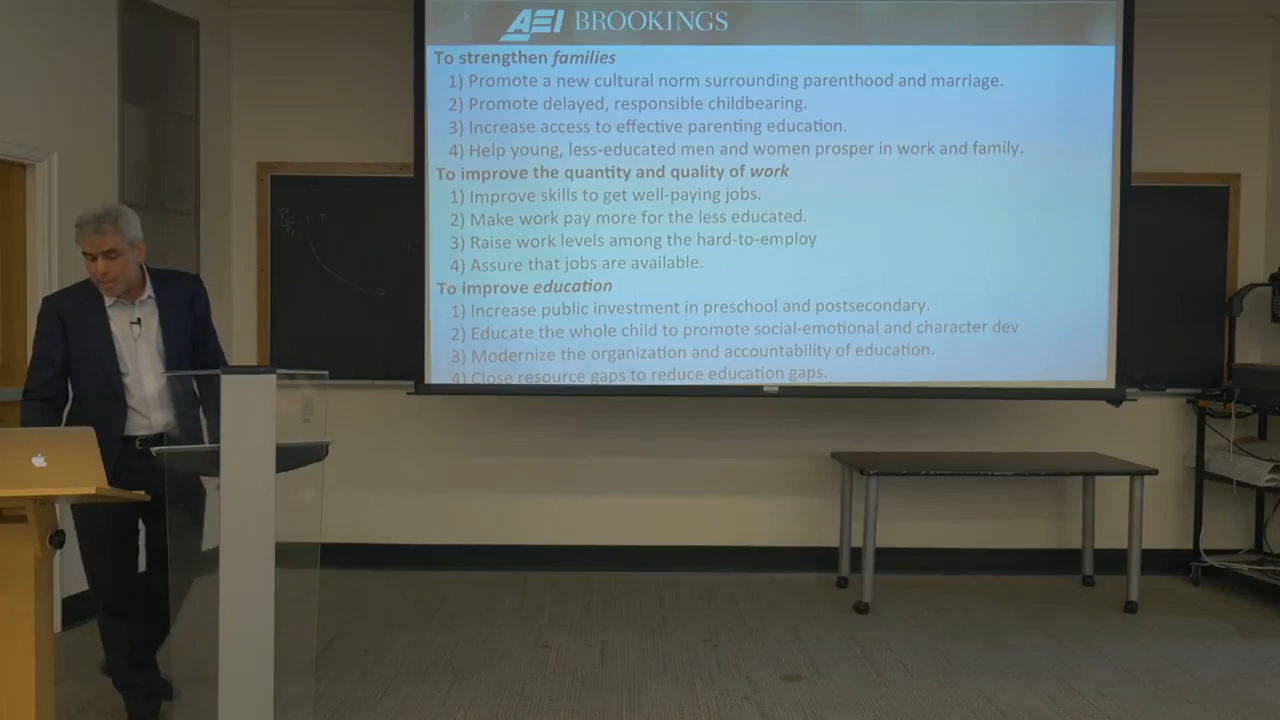 AEI BROOKINGS
To strengthen families
1) Promote a new cultural norm surrounding parenthood and marriage.
2) Promote delayed, responsible childbearing.
3) Increase access to effective parenting education.
4) Help young, less-educated men and women prosper in work and family.
To improve the quantity and quality of work
1) Improve skills to get well-paying jobs.
2) Make work pay more for the less educated.
3) Raise work levels among the hard-to-employ
4) Assure that jobs are available.
To improve education
1) Increase public investment in preschool and postsecondary.
2) Educate the whole child to promote social-emotional and character dev
3) Modernize the organization and accountability of education.
4) Close resource gaps to reduce education gaps.